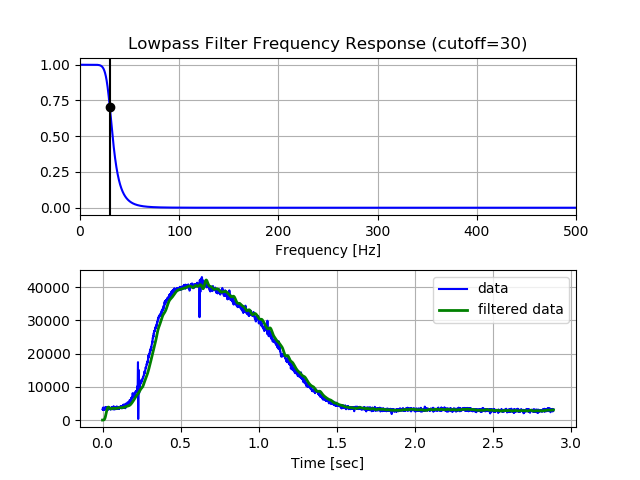 Lowpass Filter Frequency Response (cutoff=30)
1.00
0.75
0.50
0.25
0.00
0 100 200 300 400 500
Frequency [Hz]
40000
30000
20000
10000
0
data
filtered data
0.0 0.5 1.0 1.5 2.0 2.5 3.0
Time [sec]